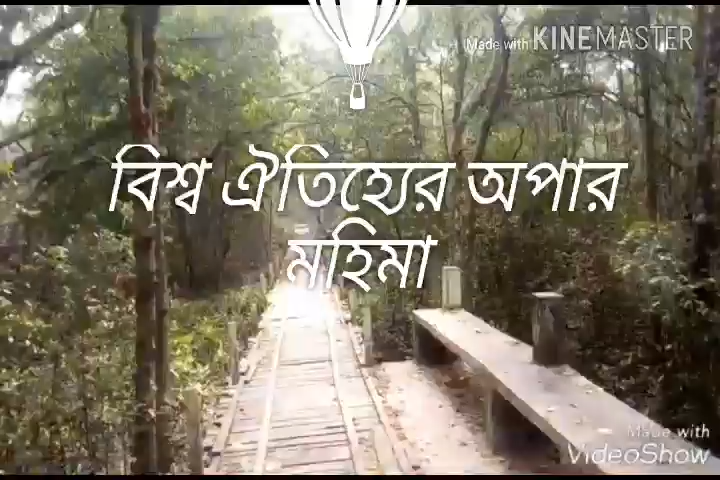 Made with KINEMASTER
বিশ্ব ঐতিহ্যের অপার
মহিমা
Made with
VideoShow